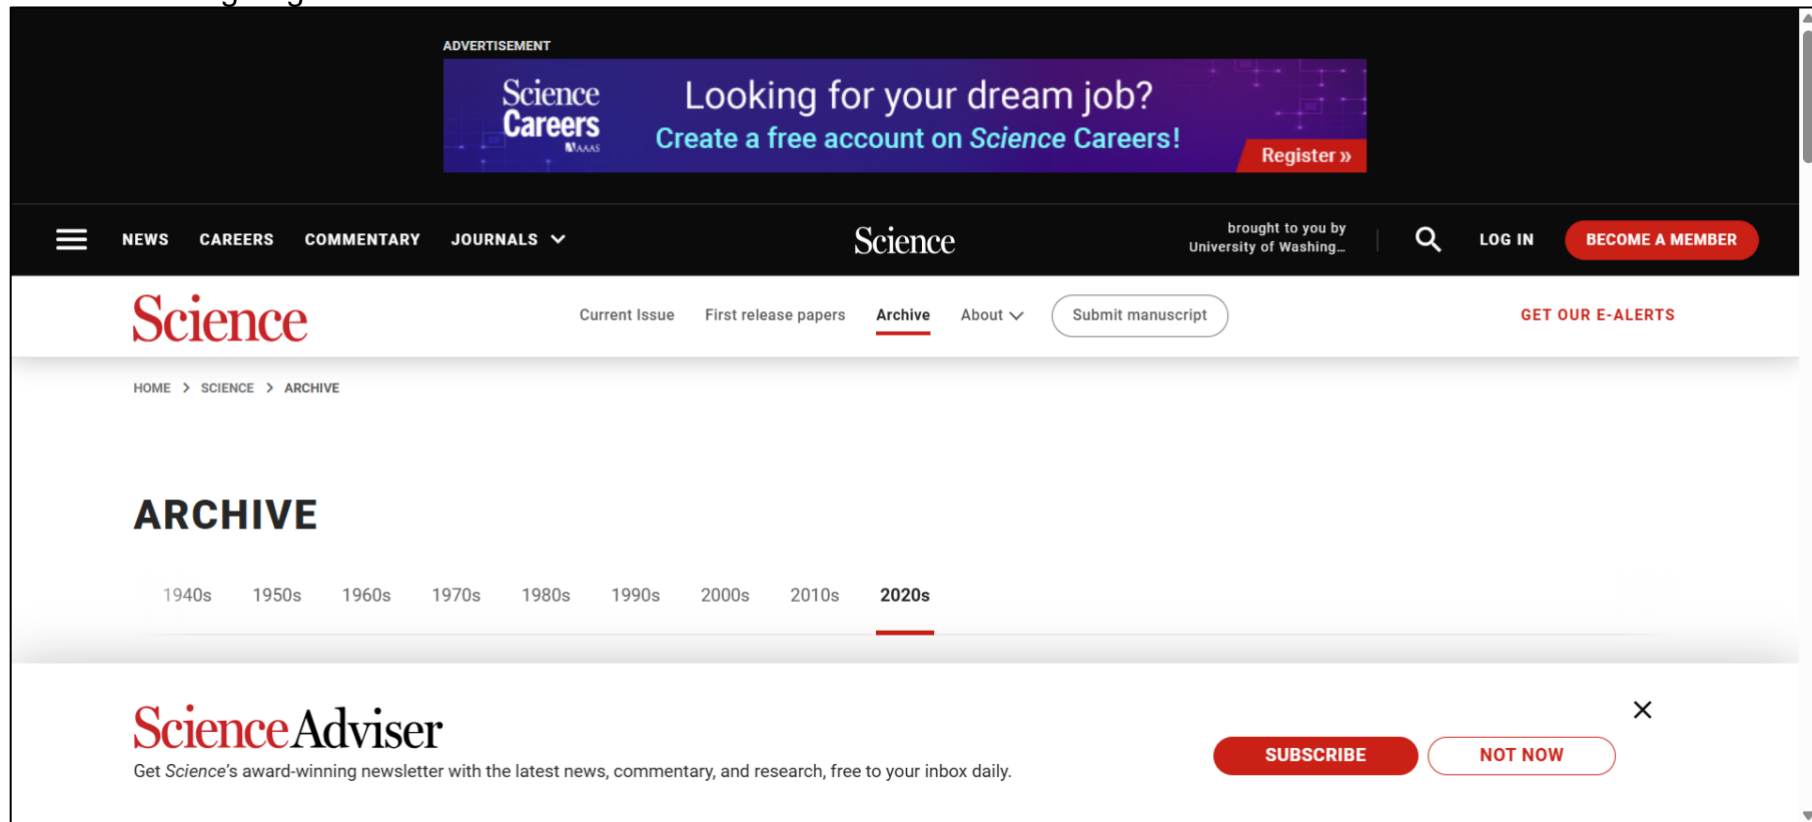 ADVERTISEMENT
Science Careers
AAAS
Looking for your dream job?
Create a free account on Science Careers!
Register »
NEWS CAREERS COMMENTARY JOURNALS
Science
brought to you by
University of Washing...
LOG IN
BECOME A MEMBER
Science
Current Issue First release papers Archive About Submit manuscript
GET OUR E-ALERTS
HOME > SCIENCE > ARCHIVE
ARCHIVE
1940s 1950s 1960s 1970s 1980s 1990s 2000s 2010s 2020s
ScienceAdviser
Get Science's award-winning newsletter with the latest news, commentary, and research, free to your inbox daily.
SUBSCRIBE NOT NOW